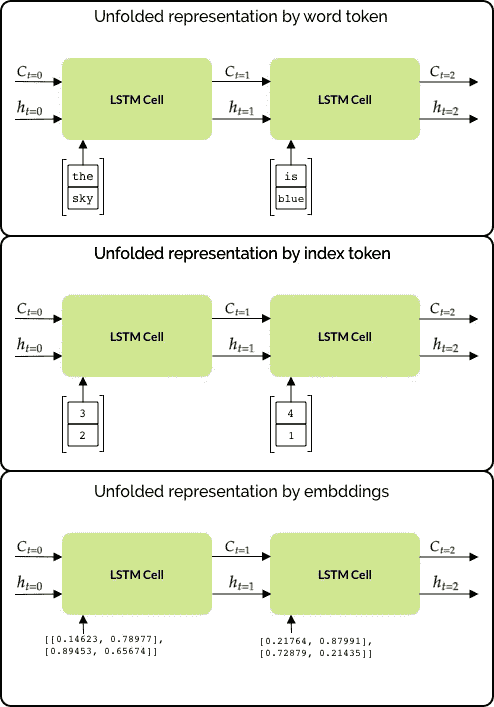 Unfolded representation by word token
C_{t=0} C_{t=1} C_{t=2}
LSTM Cell LSTM Cell
h_{t=0} h_{t=1} h_{t=2}
the is
sky blue
Unfolded representation by index token
C_{t=0} C_{t=1} C_{t=2}
LSTM Cell LSTM Cell
h_{t=0} h_{t=1} h_{t=2}
3 4
2 1
Unfolded representation by embddings
C_{t=0} C_{t=1} C_{t=2}
LSTM Cell LSTM Cell
h_{t=0} h_{t=1} h_{t=2}
[[0.14623, 0.78977], [0.21764, 0.87991],
[0.89453, 0.65674]] [0.72879, 0.21435]]